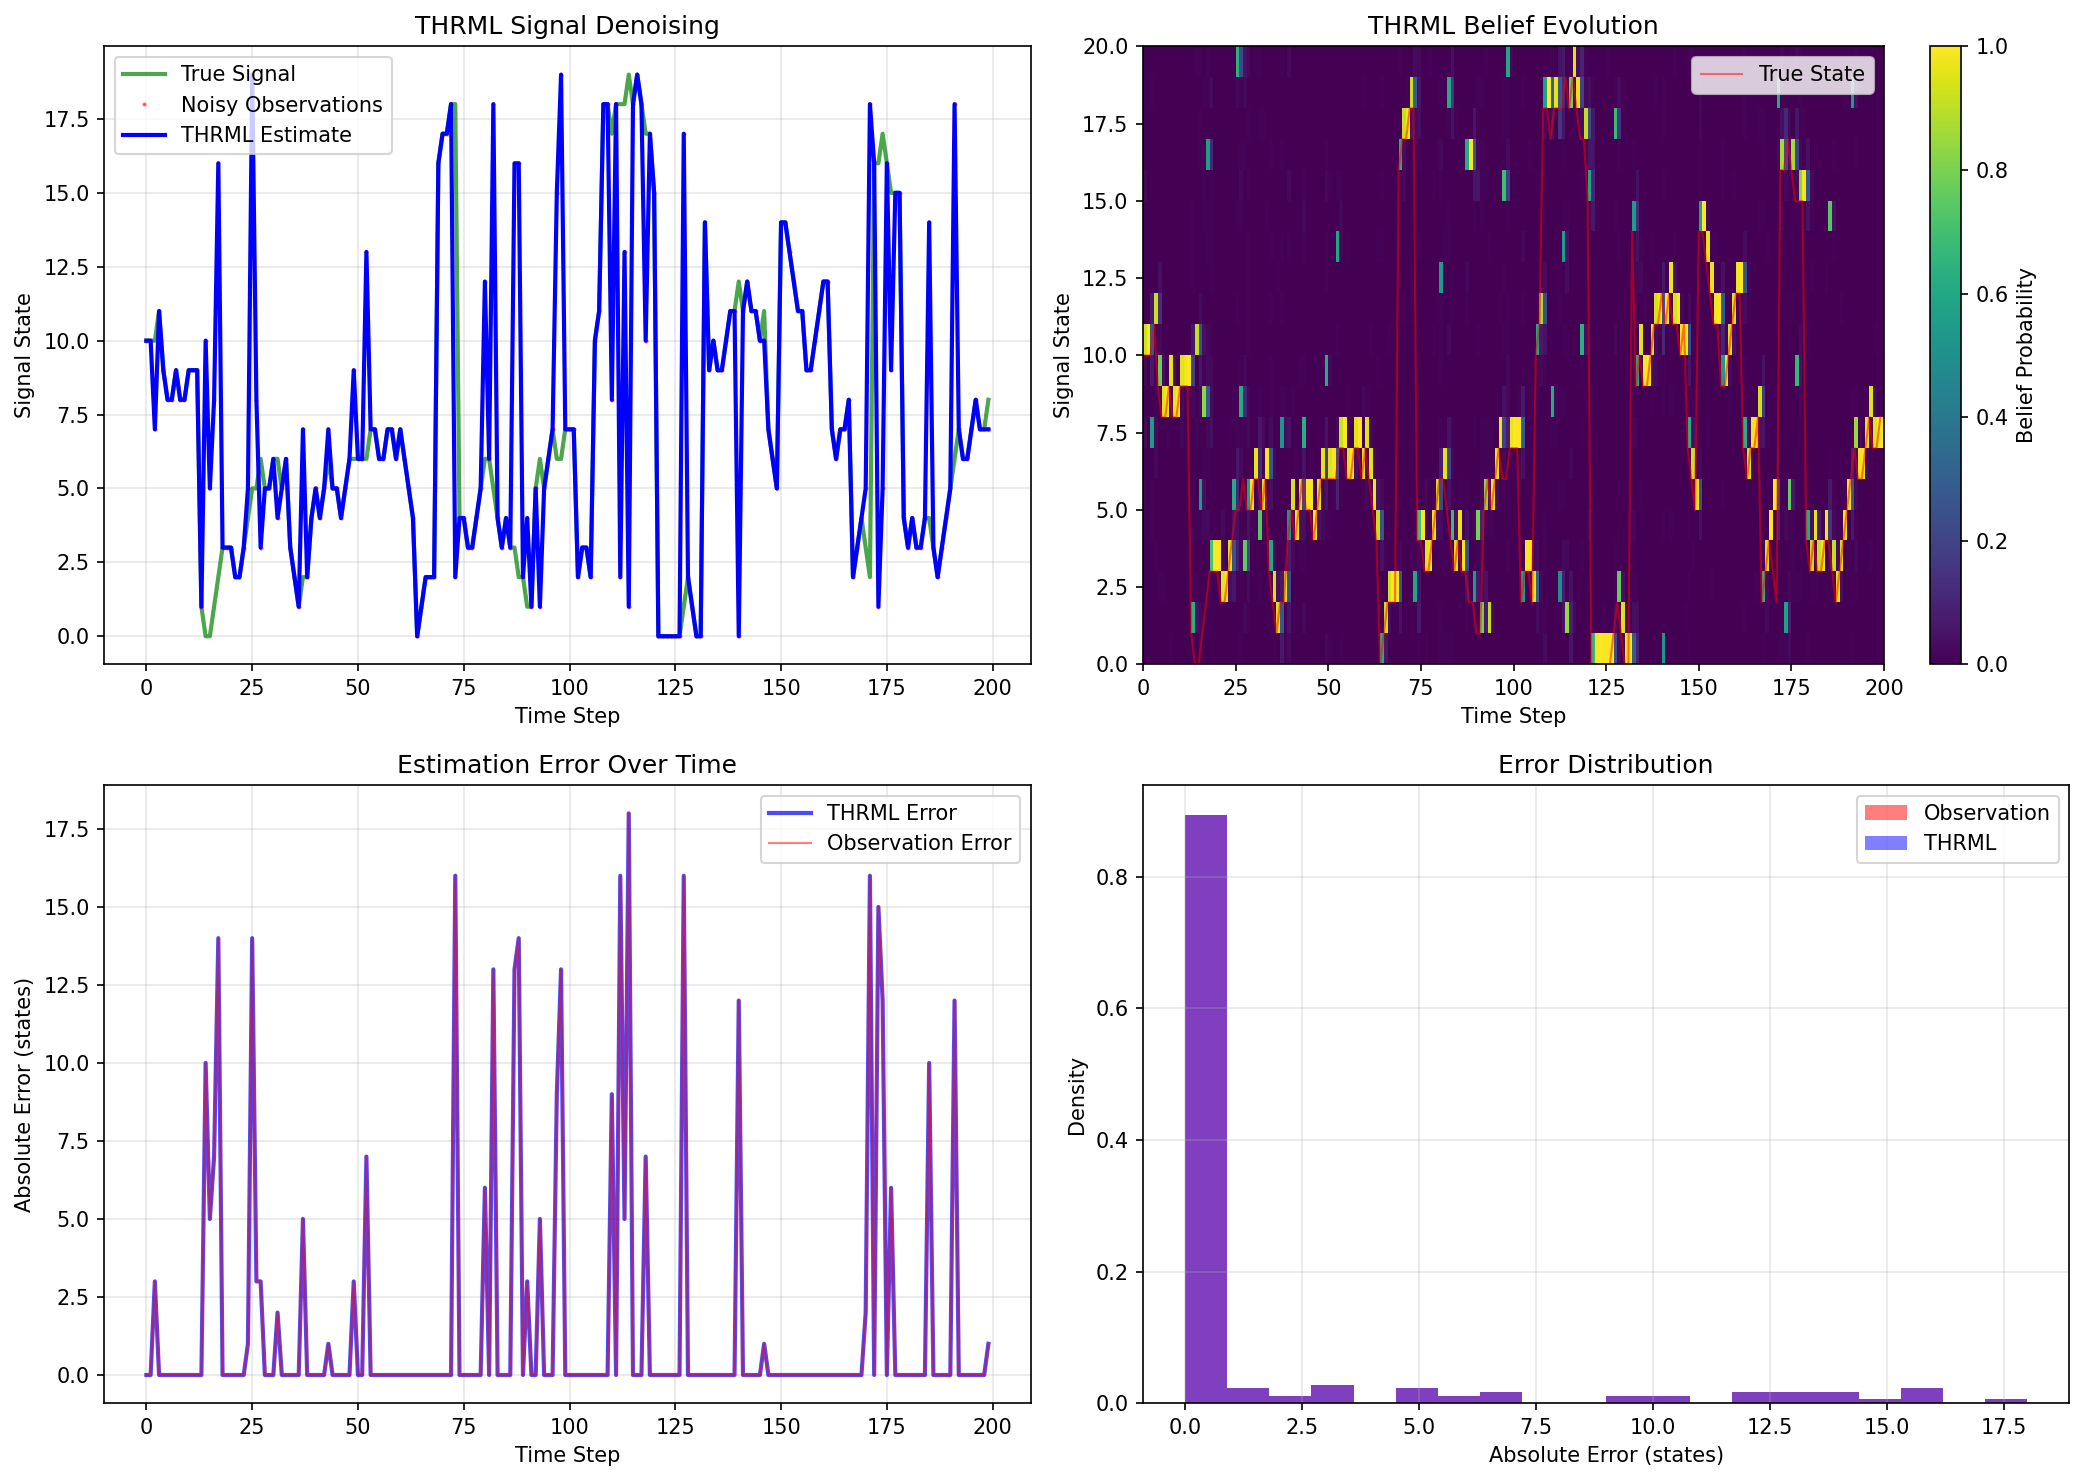 THRML Signal Denoising
True Signal
Noisy Observations
THRML Estimate
Signal State
17.5
15.0
12.5
10.0
7.5
5.0
2.5
0.0
0 25 50 75 100 125 150 175 200
Time Step
THRML Belief Evolution
True State
Signal State
20.0
17.5
15.0
12.5
10.0
7.5
5.0
2.5
0.0
0 25 50 75 100 125 150 175 200
Time Step
1.0
0.8
0.6
0.4
0.2
0.0
Belief Probability
Estimation Error Over Time
THRML Error
Observation Error
Absolute Error (states)
17.5
15.0
12.5
10.0
7.5
5.0
2.5
0.0
0 25 50 75 100 125 150 175 200
Time Step
Error Distribution
Observation
THRML
Density
0.8
0.6
0.4
0.2
0.0
0.0 2.5 5.0 7.5 10.0 12.5 15.0 17.5
Absolute Error (states)